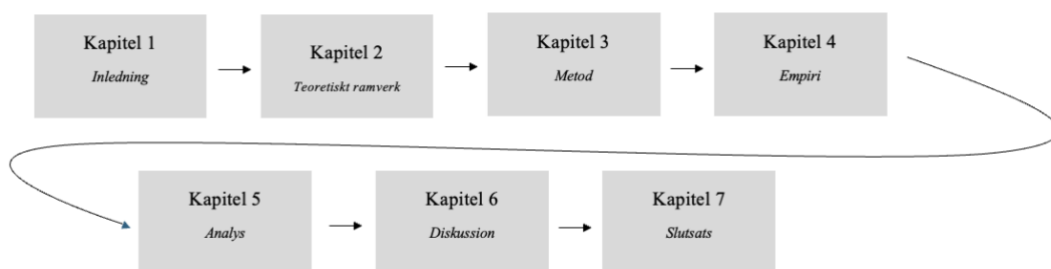 Kapitel 1
Inledning
Kapitel 2
Teoretiskt ramverk
Kapitel 3
Metod
Kapitel 4
Empiri
Kapitel 5
Analys
Kapitel 6
Diskussion
Kapitel 7
Slutsats